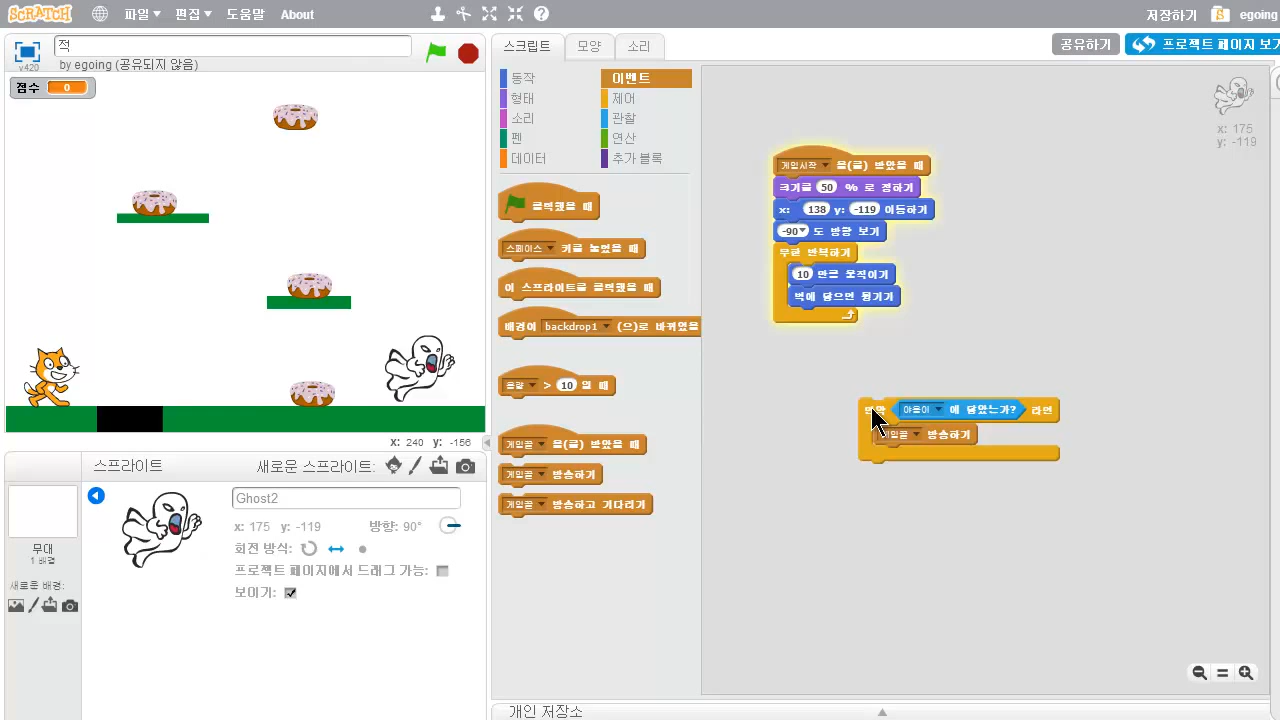 SCRATCH 파일▼ 편집▼ 도움말 About 저장하기 egoing
v420 적
by egoing (공유되지 않음)
점수 0
x: 240 y: -156
스프라이트 새로운 스프라이트:
무대
1 배경
새로운 배경:
Ghost2
x: 175 y: -119 방향: 90°
회전 방식:
프로젝트 페이지에서 드래그 가능:
보이기:
스크립트 모양 소리
공유하기 프로젝트 페이지 보기
동작 이벤트
형태 제어
소리 관찰
펜 연산
데이터 추가 블록
클릭했을 때
스페이스 키를 눌렀을 때
이 스프라이트를 클릭했을 때
배경이 backdrop1 (으)로 바뀌었을
음량 > 10 일 때
게임끝 을(를) 받았을 때
게임끝 방송하기
게임끝 방송하고 기다리기
게임시작 을(를) 받았을 때
크기를 50 % 로 정하기
x: 138 y: -119 이동하기
-90▼ 도 방향 보기
무한 반복하기
10 만큼 움직이기
벽에 닿으면 튕기기
야옹이 에 닿았는가? 라면
방송하기
x: 175
y: -119
개인 저장소